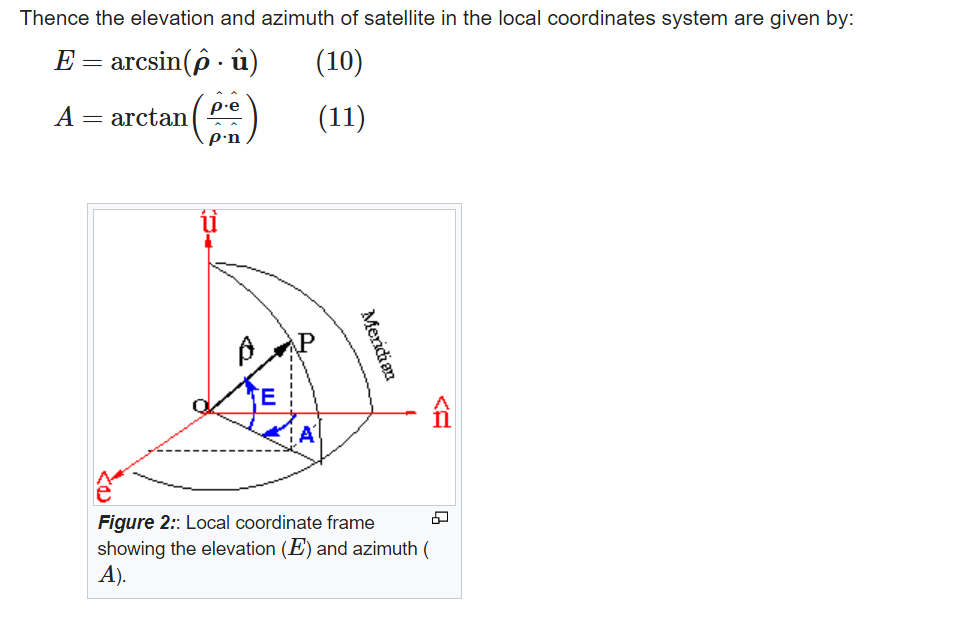 Thence the elevation and azimuth of satellite in the local coordinates system are given by:
E = arcsin(ρ̂ · û) (10)
A = arctan(ρ̂·ê / ρ̂·n̂) (11)
û
Meridian
ρ̂
P
E
O
n̂
A
ê
Figure 2:: Local coordinate frame
showing the elevation (E) and azimuth (
A).